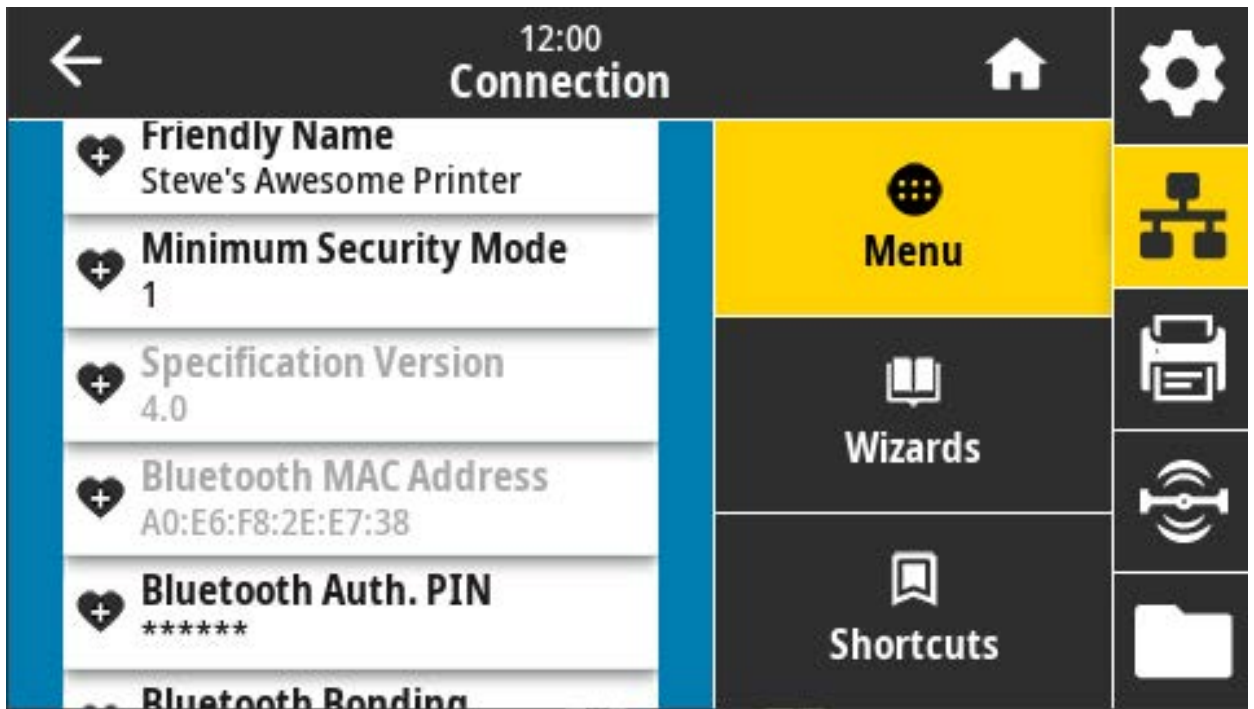 12:00
Connection
Friendly Name
Steve's Awesome Printer
Minimum Security Mode
1
Specification Version
4.0
Bluetooth MAC Address
A0:E6:F8:2E:E7:38
Bluetooth Auth. PIN
******
Bluetooth Bonding
Menu
Wizards
Shortcuts